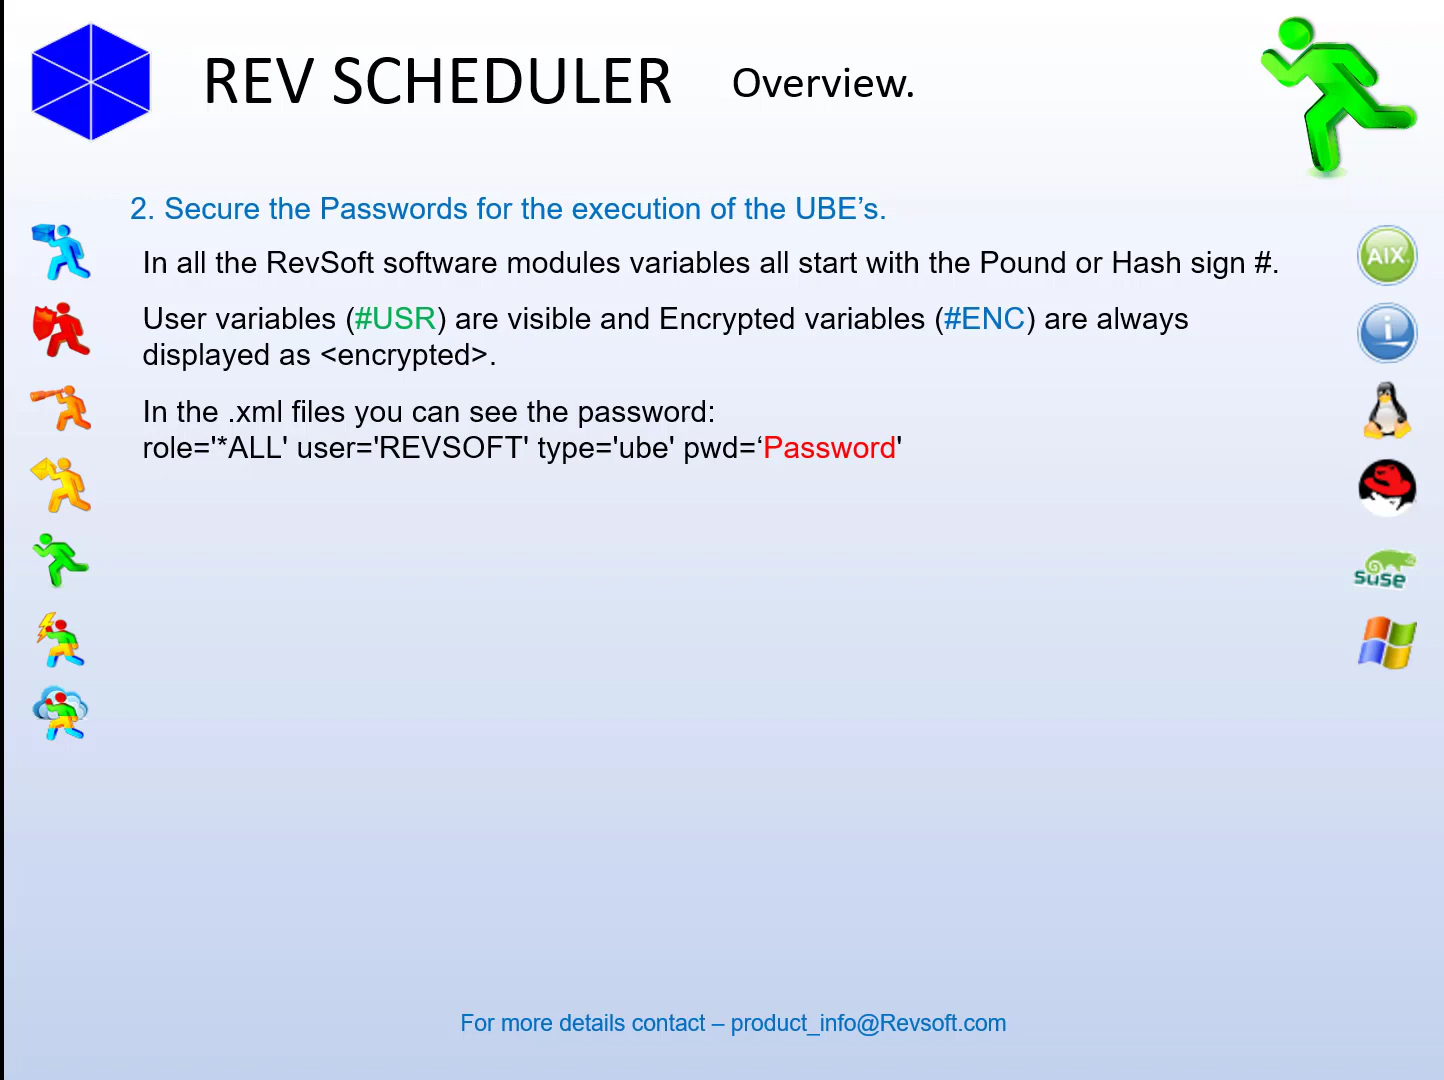 REV SCHEDULER Overview.
2. Secure the Passwords for the execution of the UBE’s.
In all the RevSoft software modules variables all start with the Pound or Hash sign #.
User variables (#USR) are visible and Encrypted variables (#ENC) are always
displayed as <encrypted>.
In the .xml files you can see the password:
role='*ALL' user='REVSOFT' type='ube' pwd=‘Password'
AIX
i
suse
For more details contact – product_info@Revsoft.com